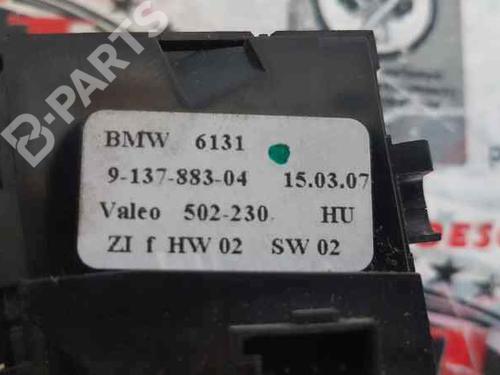 B-PARTS
BMW 6131
9-137-883-04 15.03.07
Valeo 502-230 HU
ZI f HW 02 SW 02